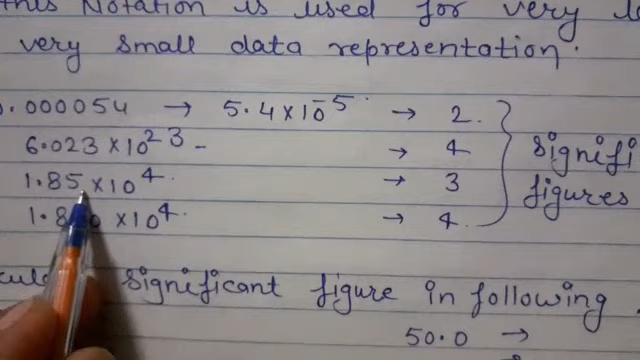 this Notation is used for very
very small data representation.
.000054 → 5.4×10⁻⁵ → 2
6.023×10²³ - → 4
1.85×10⁴ → 3
×10⁴ → 4
Signifi
figures
significant figure in following
50.0 →